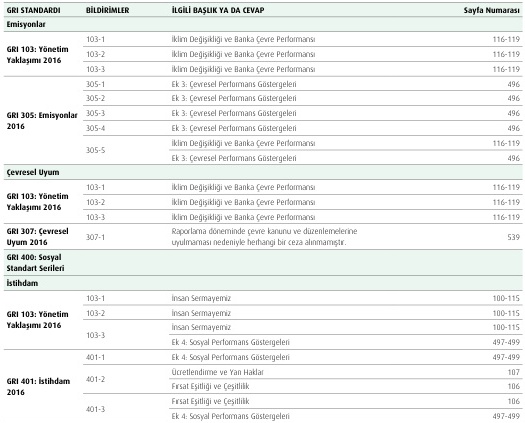 GRI STANDARDI BİLDİRİMLER İLGİLİ BAŞLIK YA DA CEVAP Sayfa Numarası
Emisyonlar
GRI 103: Yönetim Yaklaşımı 2016
103-1 İklim Değişikliği ve Banka Çevre Performansı 116-119
103-2 İklim Değişikliği ve Banka Çevre Performansı 116-119
103-3 İklim Değişikliği ve Banka Çevre Performansı 116-119
GRI 305: Emisyonlar 2016
305-1 Ek 3: Çevresel Performans Göstergeleri 496
305-2 Ek 3: Çevresel Performans Göstergeleri 496
305-3 Ek 3: Çevresel Performans Göstergeleri 496
305-4 Ek 3: Çevresel Performans Göstergeleri 496
305-5 İklim Değişikliği ve Banka Çevre Performansı 116-119
Ek 3: Çevresel Performans Göstergeleri 496
Çevresel Uyum
GRI 103: Yönetim Yaklaşımı 2016
103-1 İklim Değişikliği ve Banka Çevre Performansı 116-119
103-2 İklim Değişikliği ve Banka Çevre Performansı 116-119
103-3 İklim Değişikliği ve Banka Çevre Performansı 116-119
GRI 307: Çevresel Uyum 2016
307-1 Raporlama döneminde çevre kanunu ve düzenlemelerine
uyulmaması nedeniyle herhangi bir ceza alınmamıştır. 539
GRI 400: Sosyal
Standart Serileri
İstihdam
GRI 103: Yönetim Yaklaşımı 2016
103-1 İnsan Sermayemiz 100-115
103-2 İnsan Sermayemiz 100-115
103-3 İnsan Sermayemiz 100-115
Ek 4: Sosyal Performans Göstergeleri 497-499
GRI 401: İstihdam 2016
401-1 Ek 4: Sosyal Performans Göstergeleri 497-499
401-2 Ücretlendirme ve Yan Haklar 107
Fırsat Eşitliği ve Çeşitlilik 106
401-3 Fırsat Eşitliği ve Çeşitlilik 106
Ek 4: Sosyal Performans Göstergeleri 497-499